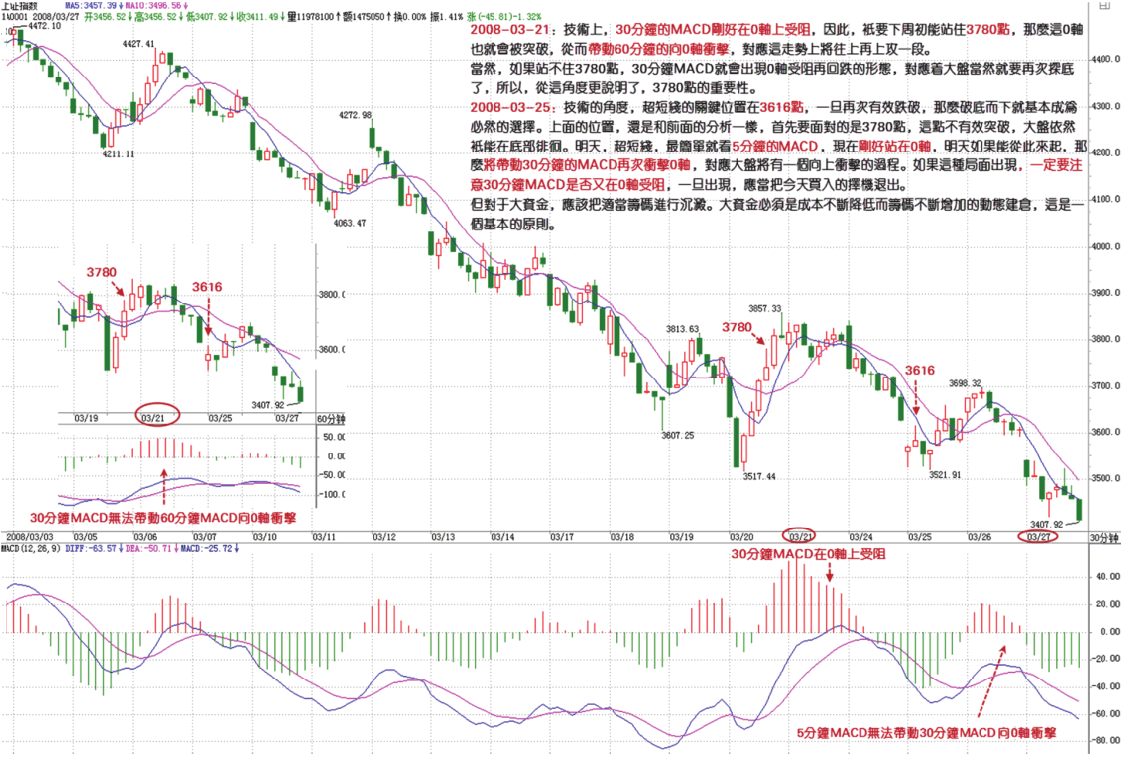 上证指数 MA5:3457.39↓ MA10:3496.56↓
1A0001 2008/03/27 开3456.52↓高3456.52↓低3407.92↓收3411.49↓量11978100↑额1475050↑换0.00% 振1.41% 涨(-45.81)-1.32%
2008-03-21：技術上，30分鐘的MACD剛好在0軸上受阻，因此，衹要下周初能站住3780點，那麼這0軸
也就會被突破，從而帶動60分鐘的向0軸衝擊，對應這走勢上將往上再上攻一段。
當然，如果站不住3780點，30分鐘MACD就會出現0軸受阻再回跌的形態，對應着大盤當然就要再次探底
了，所以，從這角度更說明了，3780點的重要性。
2008-03-25：技術的角度，超短綫的關鍵位置在3616點，一旦再次有效跌破，那麼破底而下就基本成爲
必然的選擇。上面的位置，還是和前面的分析一樣，首先要面對的是3780點，這點不有效突破，大盤依然
衹能在底部徘徊。明天，超短綫，最簡單就看5分鐘的MACD，現在剛好站在0軸，明天如果能從此來起，那
麼將帶動30分鐘的MACD再次衝擊0軸，對應大盤將有一個向上衝擊的過程。如果這種局面出現，一定要注
意30分鐘MACD是否又在0軸受阻，一旦出現，應當把今天買入的擇機退出。
但對于大資金，應該把適當籌碼進行沉澱。大資金必須是成本不斷降低而籌碼不斷增加的動態建倉，這是一
個基本的原則。
4472.10
4427.41
4211.11
4272.98
4063.47
4400.0
4300.0
4200.0
4100.0
4000.0
3900.0
3800.0
3700.0
3600.0
3500.0
3780
3616
3800.0
3600.0
3407.92
03/19 03/21 03/25 03/27 60分钟
50.00
0.00
-50.00
-100.0
30分鐘MACD無法帶動60分鐘MACD向0軸衝擊
3813.63
3857.33
3780
3616
3698.32
3607.25
3517.44
3521.91
3407.92
2008/03/03 03/05 03/06 03/07 03/10 03/11 03/12 03/13 03/14 03/17 03/18 03/19 03/20 03/21 03/24 03/25 03/26 03/27 30分钟
MACD(12,26,9) DIFF:-63.57↓ DEA:-50.71↓ MACD:-25.72↓
30分鐘MACD在0軸上受阻
40.00
20.00
0.00
-20.00
-40.00
-60.00
-80.00
5分鐘MACD無法帶動30分鐘MACD向0軸衝擊